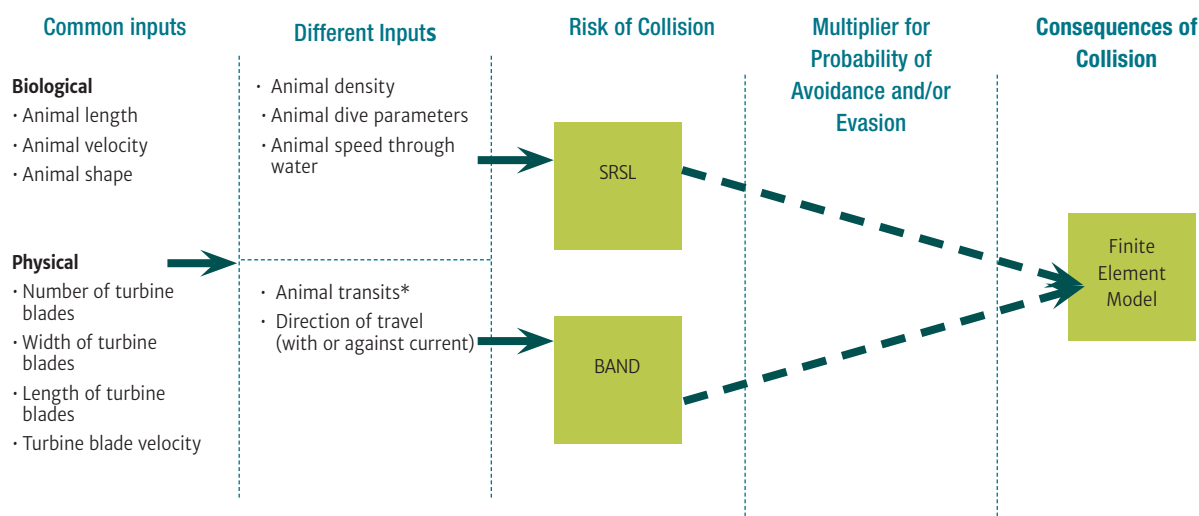 Common inputs
Biological
· Animal length
· Animal velocity
· Animal shape
Physical
· Number of turbine
blades
· Width of turbine
blades
· Length of turbine
blades
· Turbine blade velocity
Different Inputs
· Animal density
· Animal dive parameters
· Animal speed through
water
· Animal transits*
· Direction of travel
(with or against current)
Risk of Collision
SRSL
BAND
Multiplier for
Probability of
Avoidance and/or
Evasion
Consequences of
Collision
Finite
Element
Model